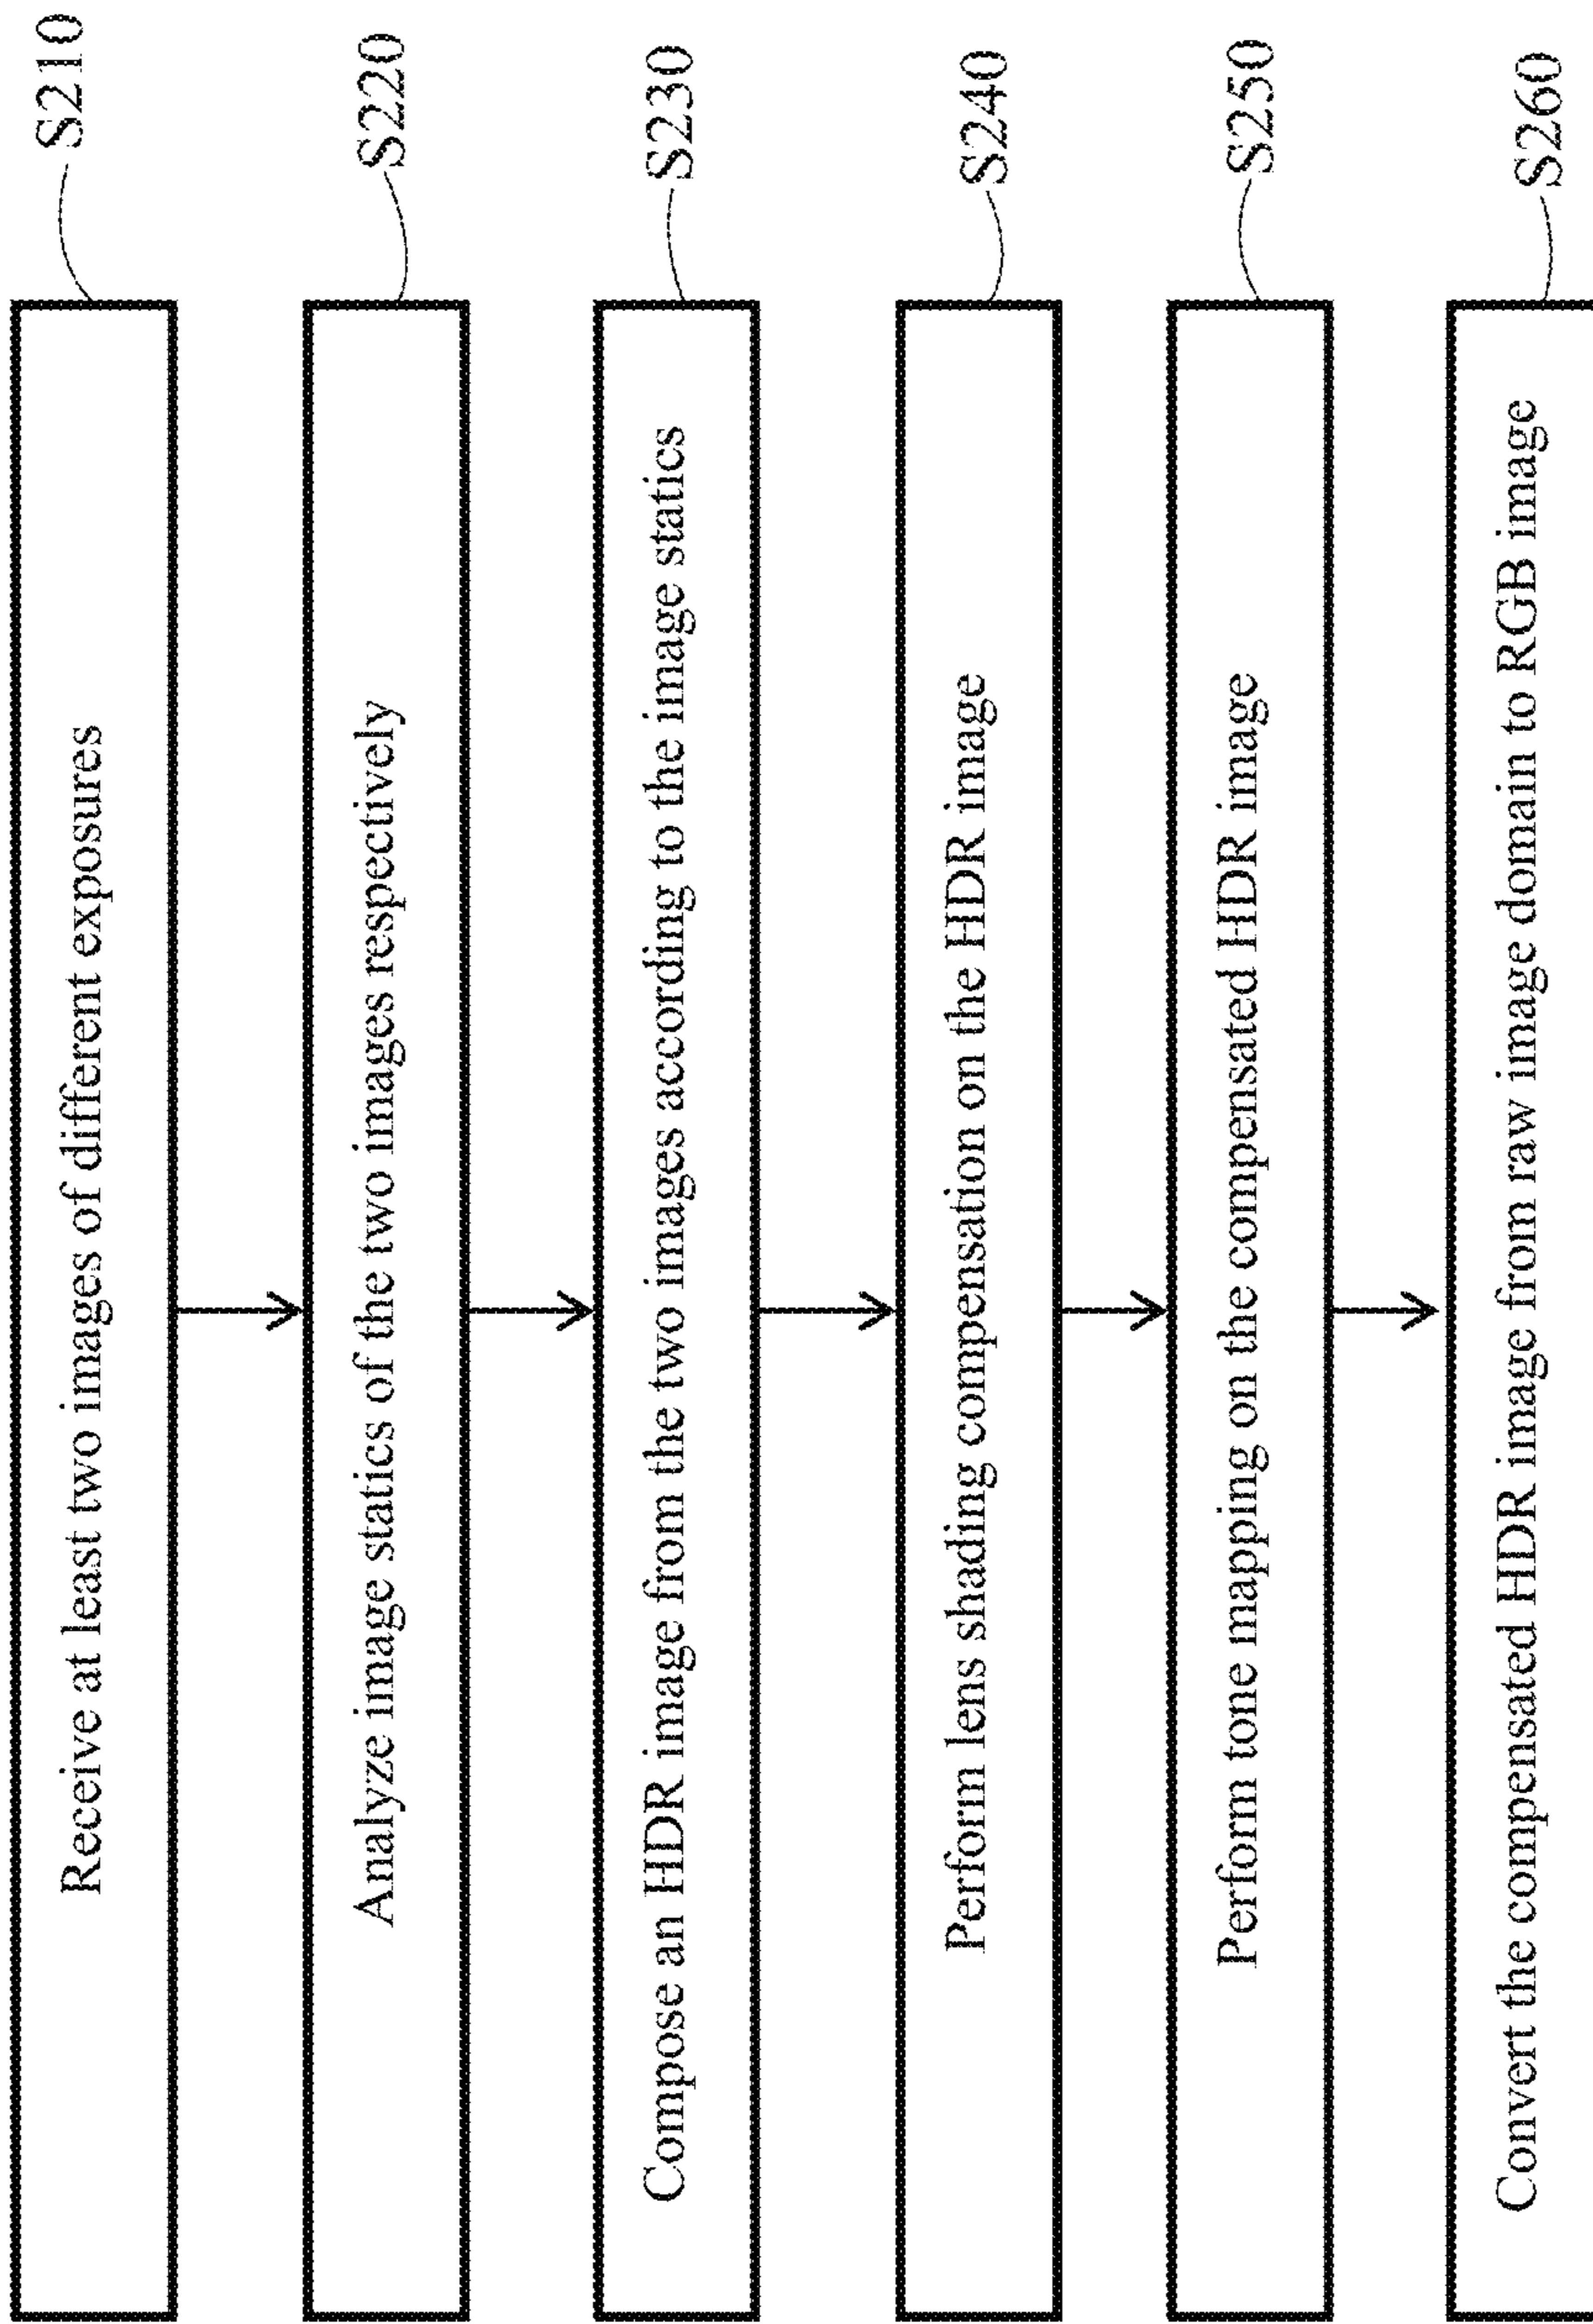 Receive at least two images of different exposures
S210
Analyze image statics of the two images respectively
S220
Compose an HDR image from the two images according to the image statics
S230
Perform lens shading compensation on the HDR image
S240
Perform tone mapping on the compensated HDR image
S250
Convert the compensated HDR image from raw image domain to RGB image
S260